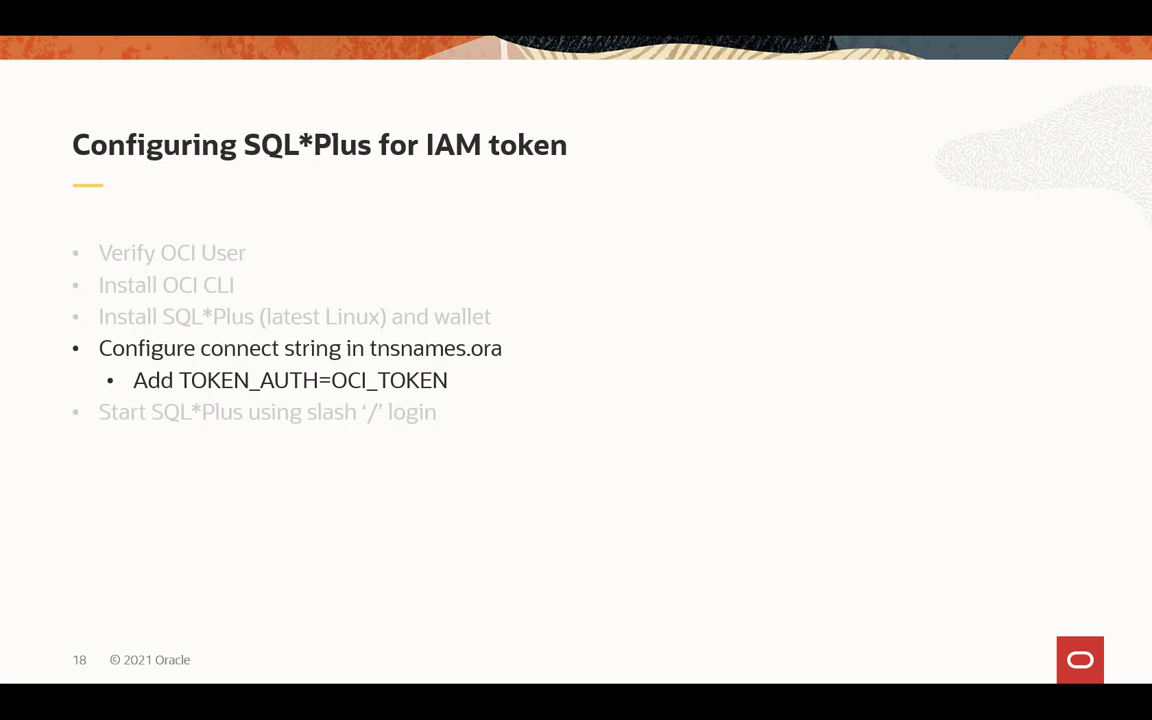 Configuring SQL*Plus for IAM token
• Verify OCI User
• Install OCI CLI
• Install SQL*Plus (latest Linux) and wallet
• Configure connect string in tnsnames.ora
• Add TOKEN_AUTH=OCI_TOKEN
• Start SQL*Plus using slash ‘/’ login
18 © 2021 Oracle